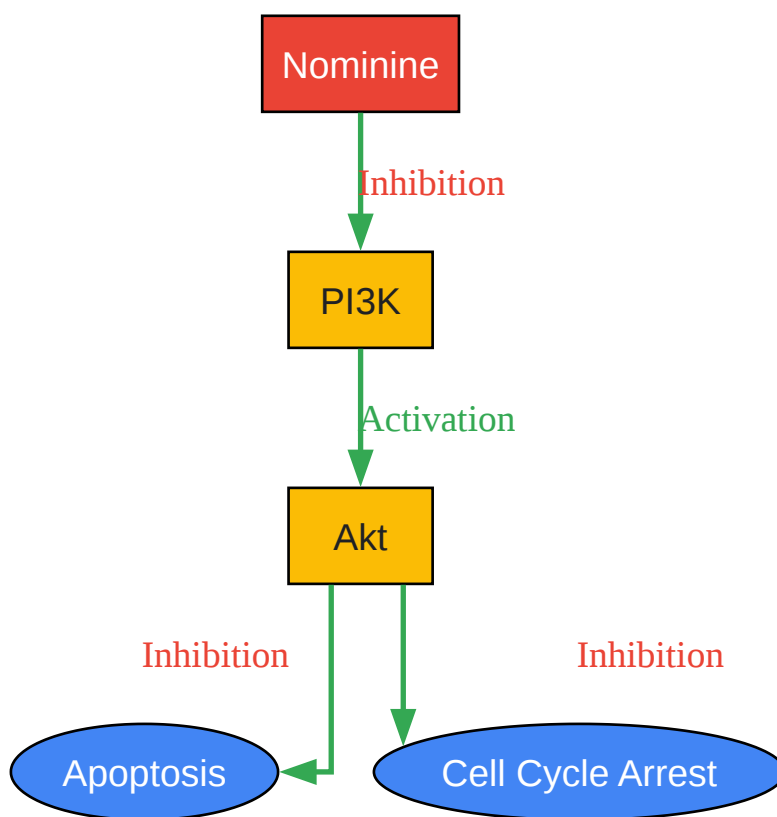 Nominine
Inhibition
PI3K
Activation
Akt
Inhibition Inhibition
Apoptosis Cell Cycle Arrest